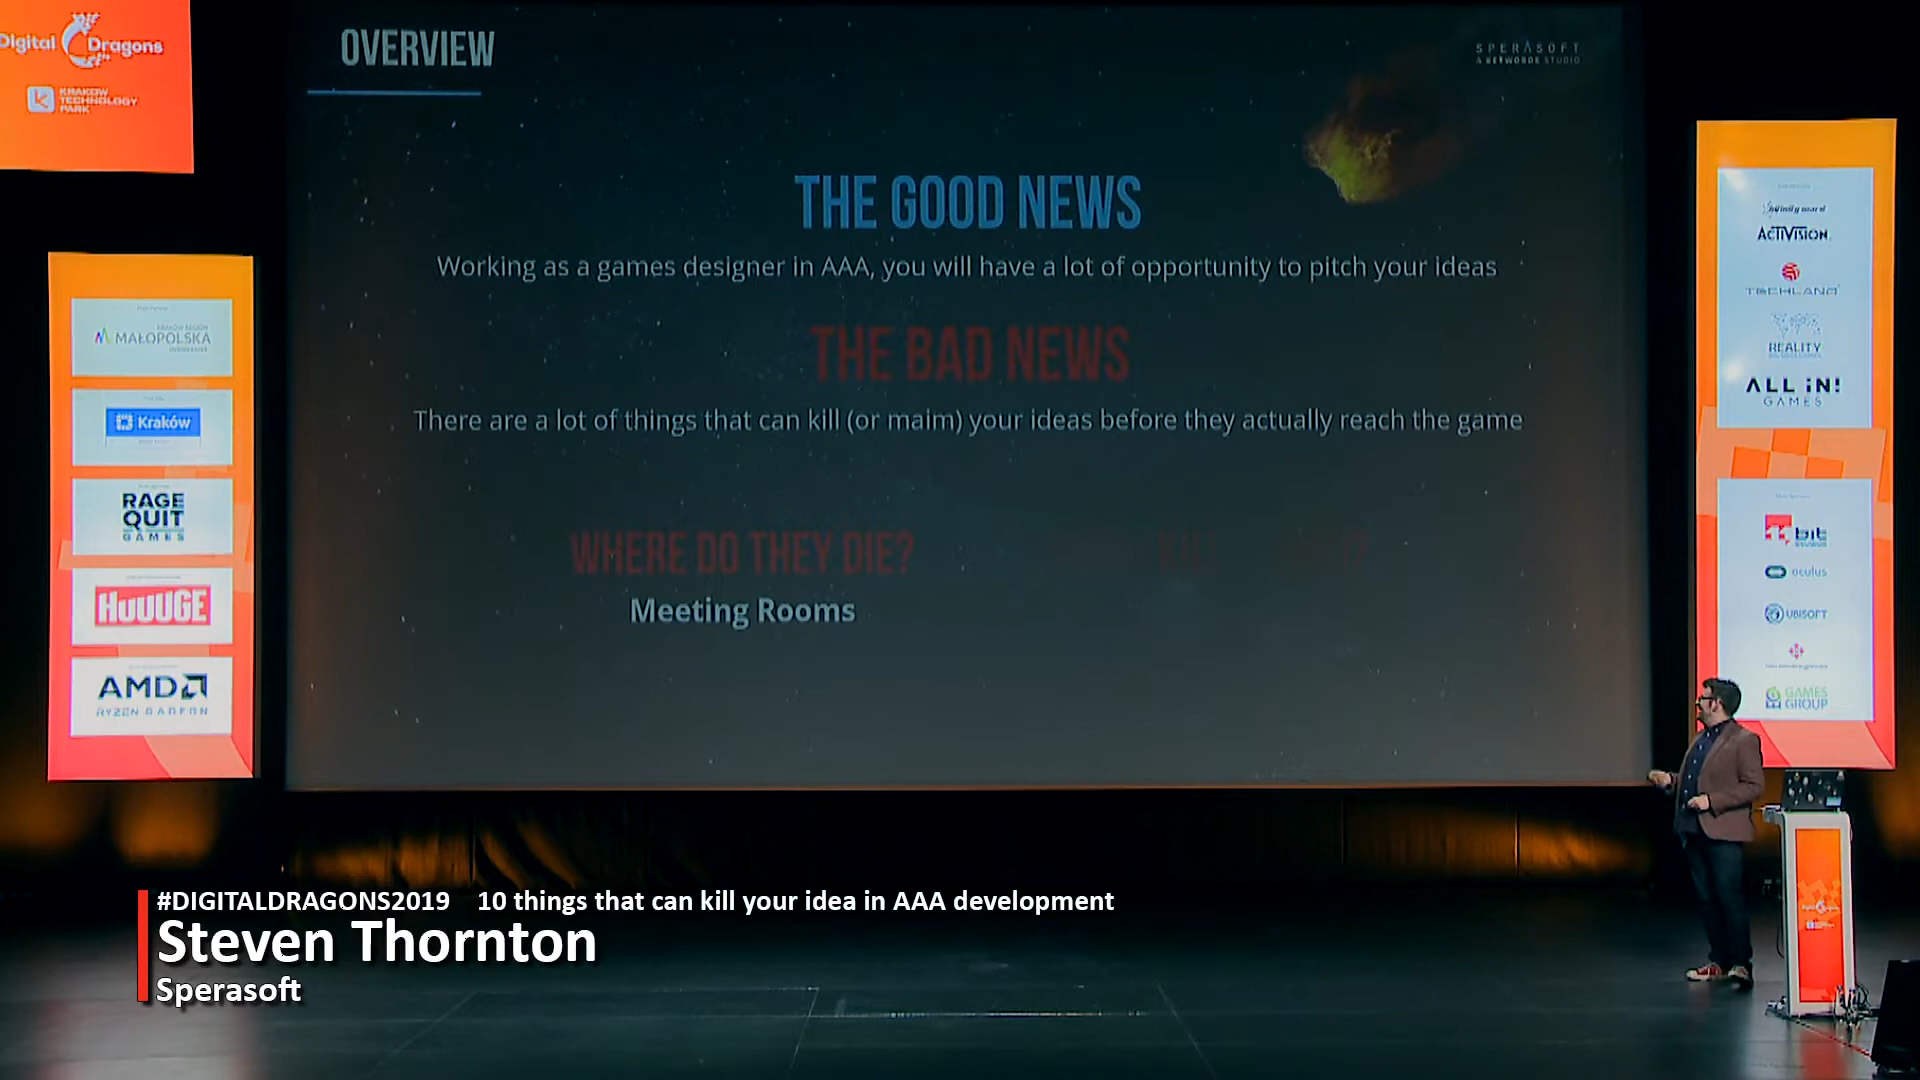 Digital Dragons
KRAKOW
TECHNOLOGY
PARK
OVERVIEW
SPERASOFT
A KEYWORDS STUDIO
THE GOOD NEWS
Working as a games designer in AAA, you will have a lot of opportunity to pitch your ideas
THE BAD NEWS
There are a lot of things that can kill (or maim) your ideas before they actually reach the game
WHERE DO THEY DIE?
KILL
Meeting Rooms
MAŁOPOLSKA
Kraków
RAGE
QUIT
GAMES
HUUUGE
AMD
RYZEN RADEON
infinity ward
ACTIVISION
TECHLAND
REALITY
ALL iN!
GAMES
11 bit
oculus
UBISOFT
GAMES
GROUP
#DIGITALDRAGONS2019 10 things that can kill your idea in AAA development
Steven Thornton
Sperasoft